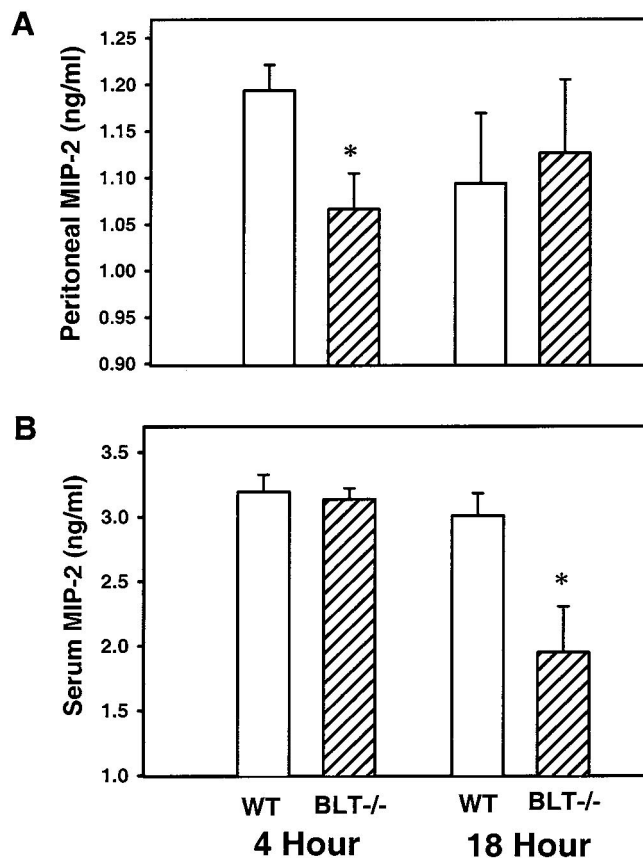 A
Peritoneal MIP-2 (ng/ml)
1.25
1.20
1.15
1.10
1.05
1.00
0.95
0.90
*
B
Serum MIP-2 (ng/ml)
3.5
3.0
2.5
2.0
1.5
1.0
*
WT BLT-/- WT BLT-/-
4 Hour 18 Hour